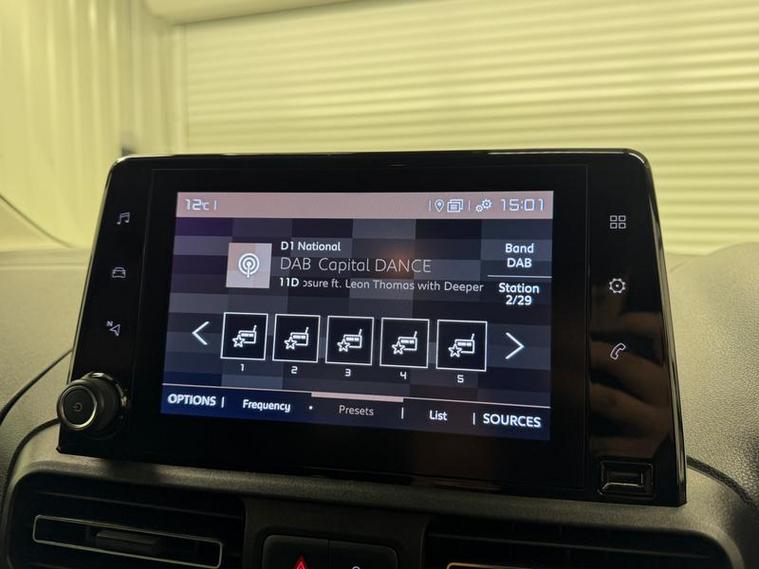 12°C
15:01
D1 National
DAB Capital DANCE
11D osure ft. Leon Thomas with Deeper
Band
DAB
Station
2/29
1 2 3 4 5
OPTIONS Frequency Presets List SOURCES
N